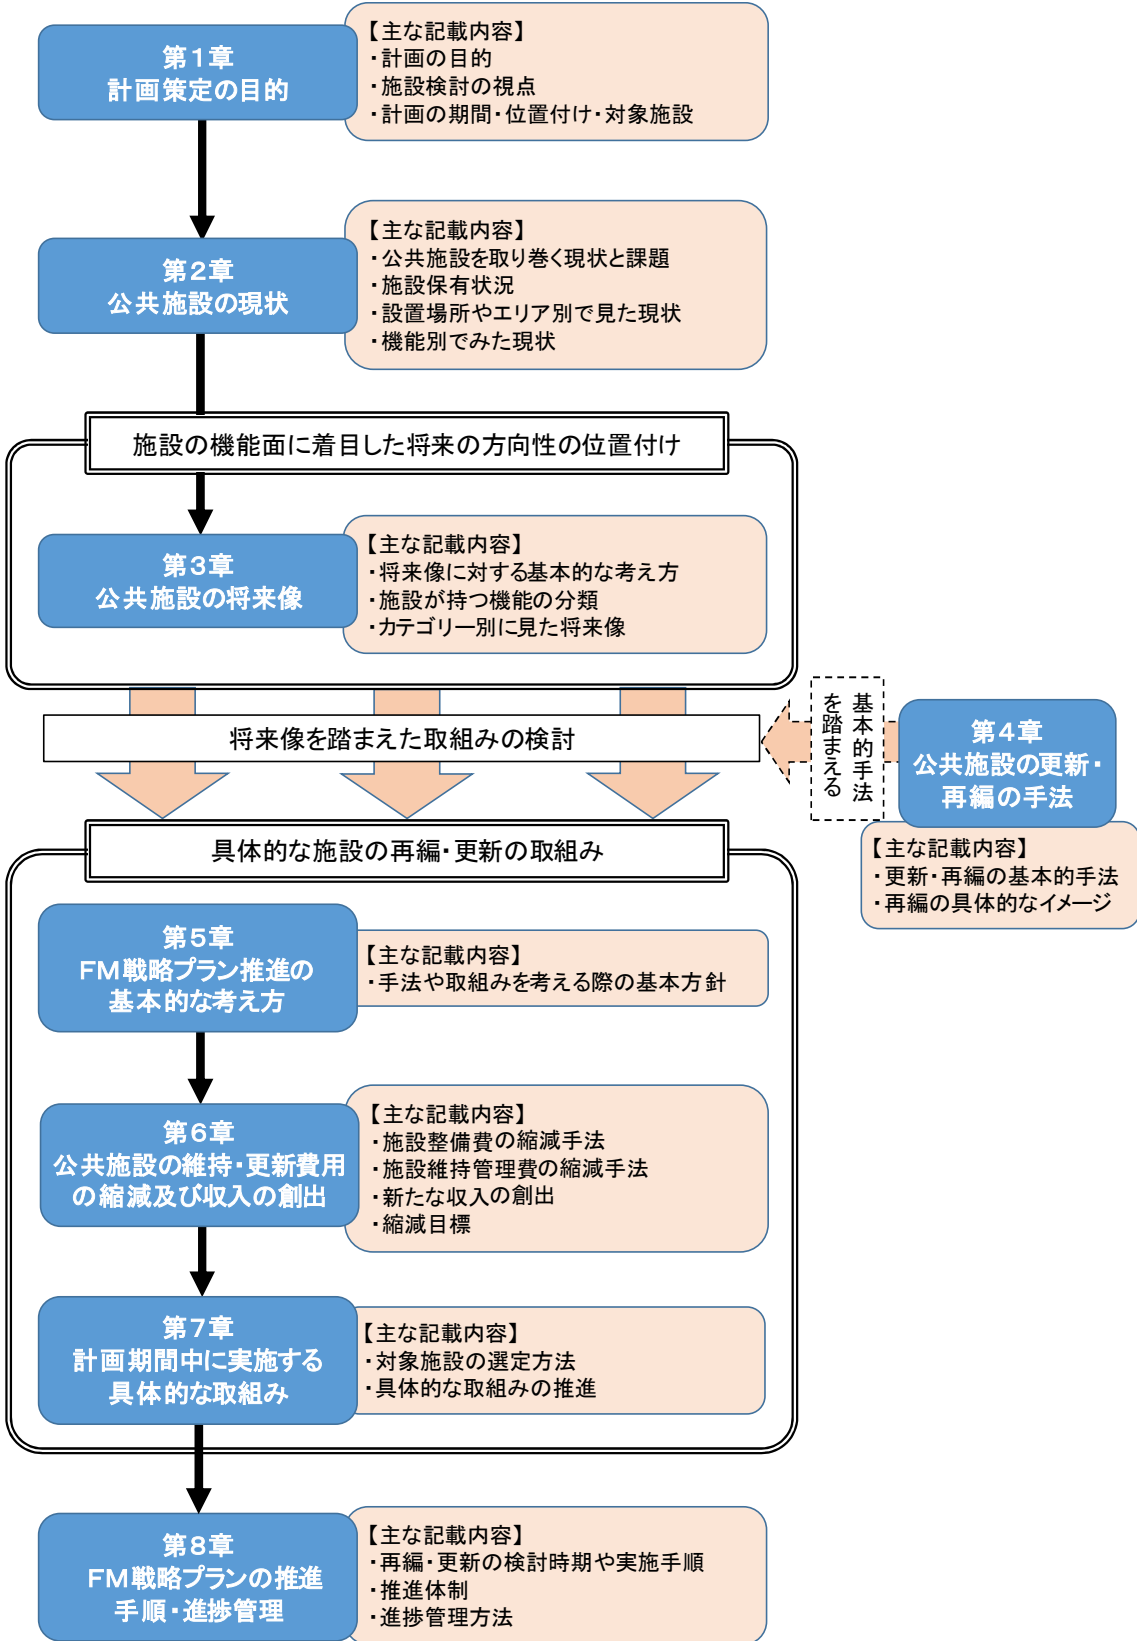 第１章
計画策定の目的
【主な記載内容】
・計画の目的
・施設検討の視点
・計画の期間・位置付け・対象施設
第２章
公共施設の現状
【主な記載内容】
・公共施設を取り巻く現状と課題
・施設保有状況
・設置場所やエリア別で見た現状
・機能別でみた現状
施設の機能面に着目した将来の方向性の位置付け
第３章
公共施設の将来像
【主な記載内容】
・将来像に対する基本的な考え方
・施設が持つ機能の分類
・カテゴリー別に見た将来像
将来像を踏まえた取組みの検討
基本的手法
を踏まえる
第４章
公共施設の更新・
再編の手法
【主な記載内容】
・更新・再編の基本的手法
・再編の具体的なイメージ
具体的な施設の再編・更新の取組み
第５章
ＦＭ戦略プラン推進の
基本的な考え方
【主な記載内容】
・手法や取組みを考える際の基本方針
第６章
公共施設の維持・更新費用
の縮減及び収入の創出
【主な記載内容】
・施設整備費の縮減手法
・施設維持管理費の縮減手法
・新たな収入の創出
・縮減目標
第７章
計画期間中に実施する
具体的な取組み
【主な記載内容】
・対象施設の選定方法
・具体的な取組みの推進
第８章
ＦＭ戦略プランの推進
手順・進捗管理
【主な記載内容】
・再編・更新の検討時期や実施手順
・推進体制
・進捗管理方法